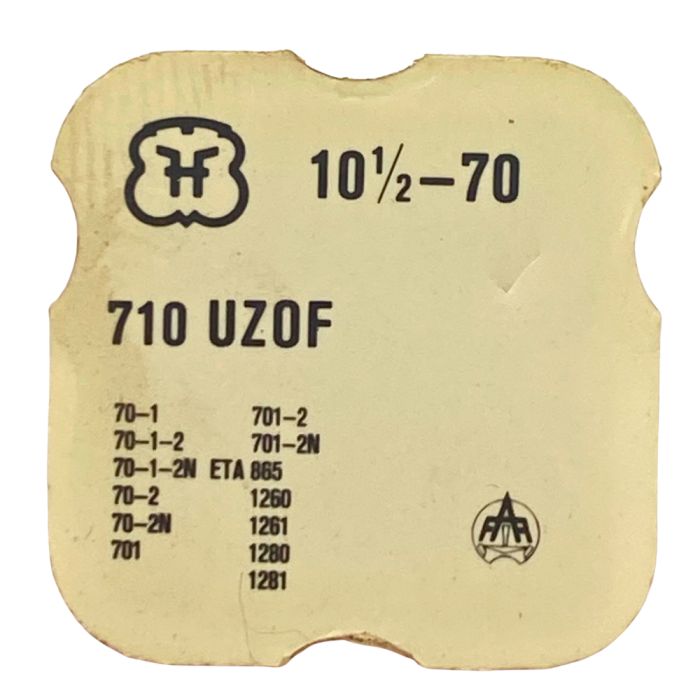 HF
10½–70
710 UZOF
70–1 701–2
70–1–2 701–2N
70–1–2N ETA 865
70–2 1260
70–2N 1261
701 1280
1281